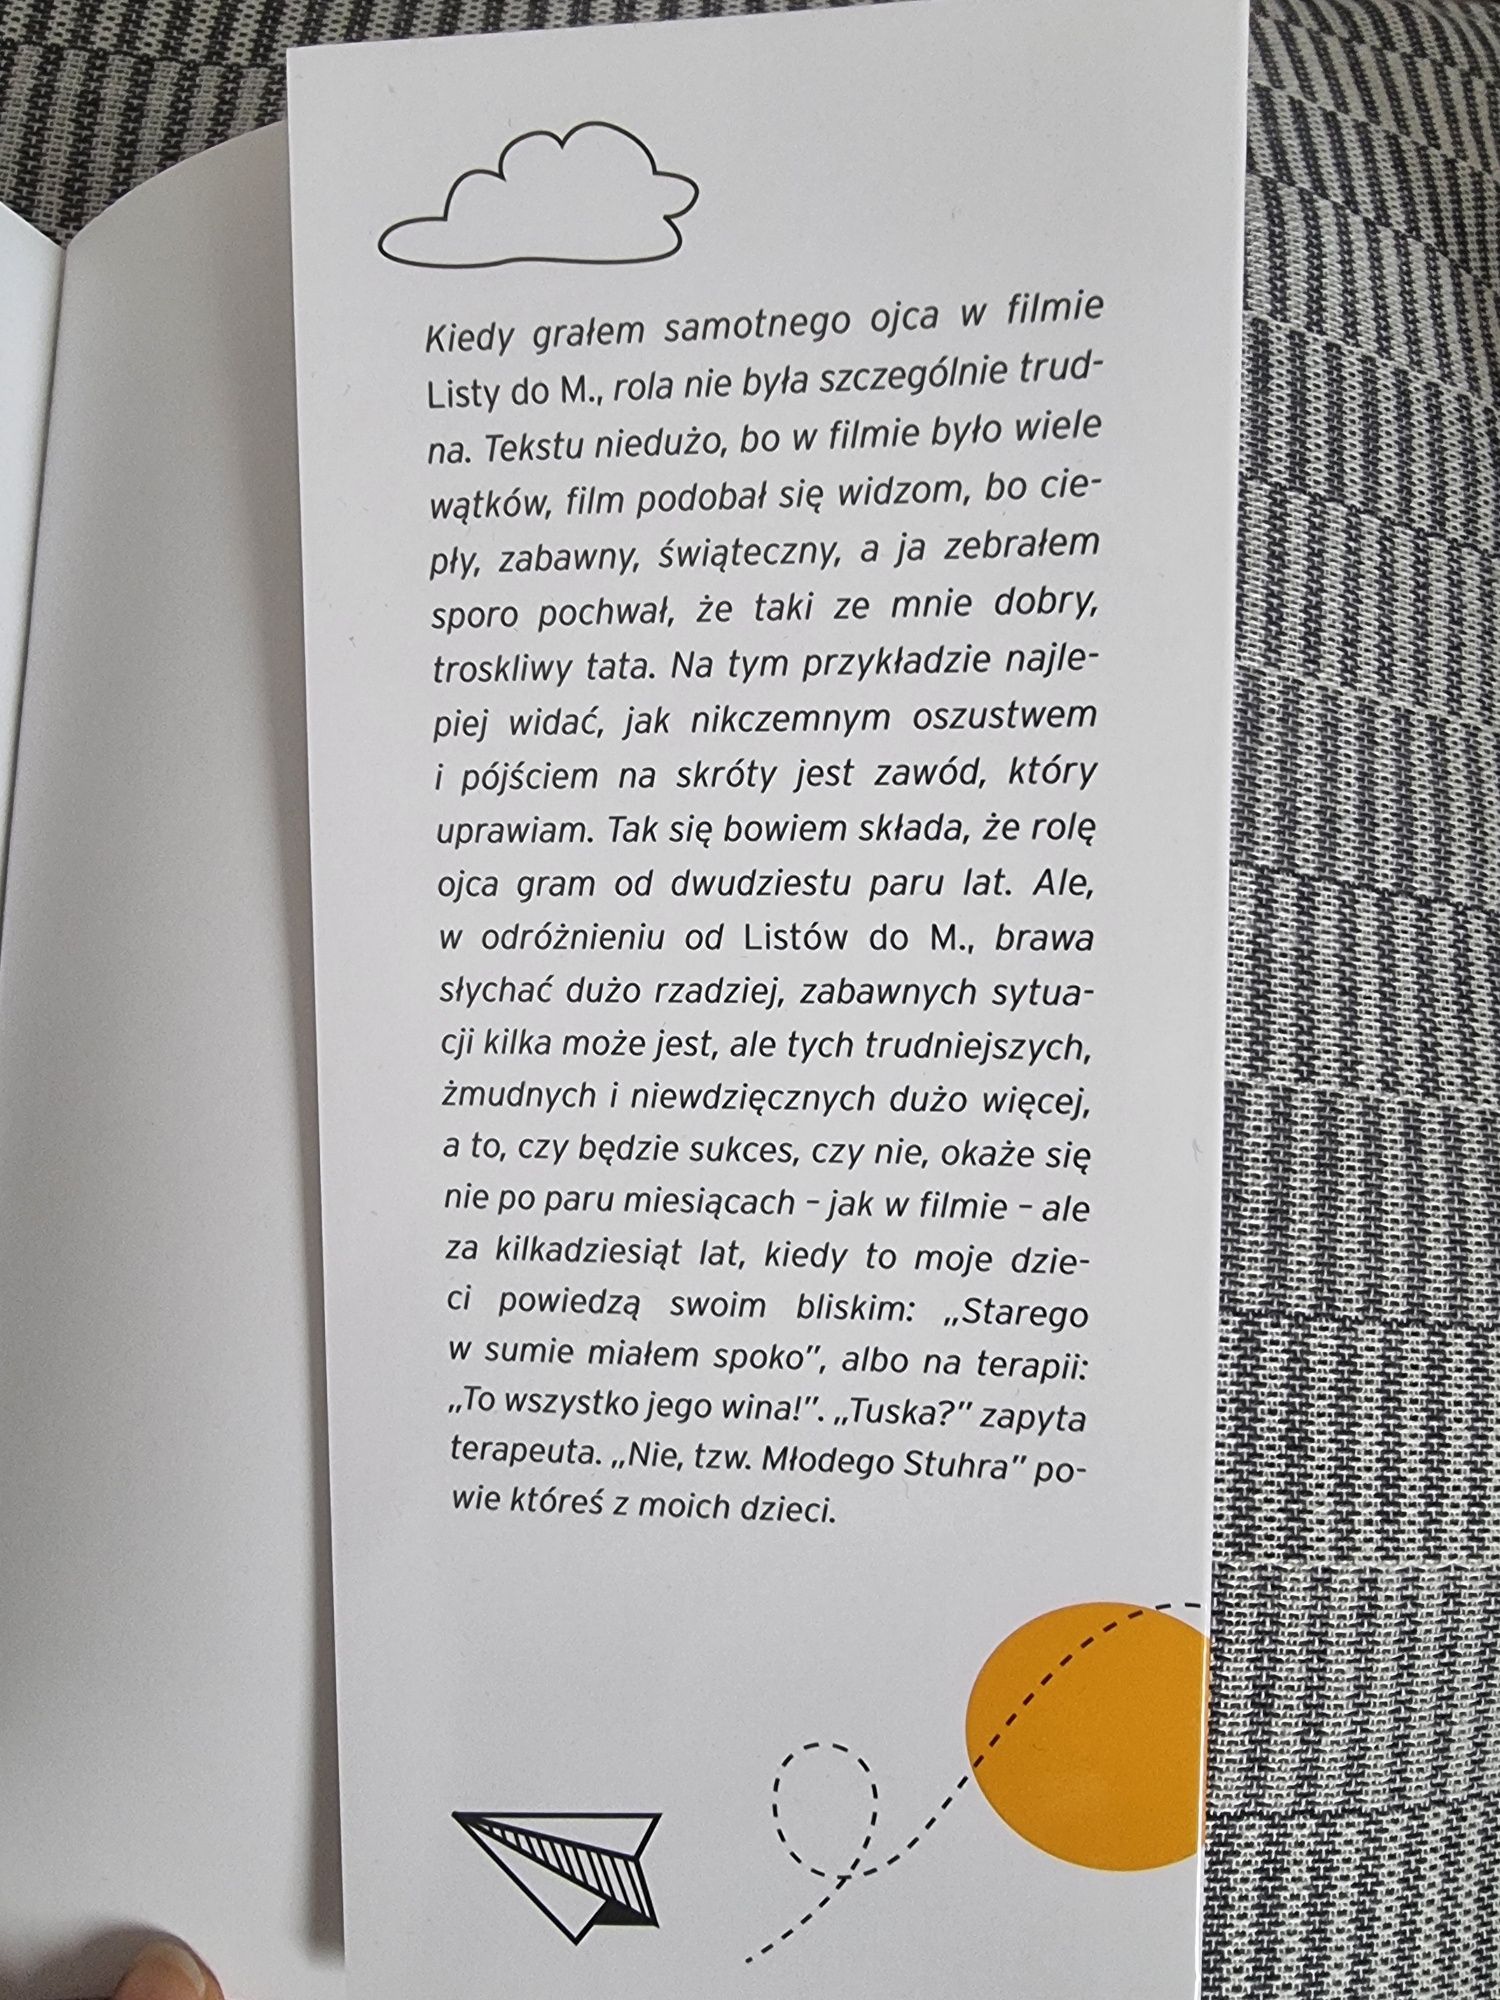 Kiedy grałem samotnego ojca w filmie
Listy do M., rola nie była szczególnie trud-
na. Tekstu niedużo, bo w filmie było wiele
wątków, film podobał się widzom, bo cie-
pły, zabawny, świąteczny, a ja zebrałem
sporo pochwał, że taki ze mnie dobry,
troskliwy tata. Na tym przykładzie najle-
piej widać, jak nikczemnym oszustwem
i pójściem na skróty jest zawód, który
uprawiam. Tak się bowiem składa, że rolę
ojca gram od dwudziestu paru lat. Ale,
w odróżnieniu od Listów do M., brawa
słychać dużo rzadziej, zabawnych sytua-
cji kilka może jest, ale tych trudniejszych,
żmudnych i niewdzięcznych dużo więcej,
a to, czy będzie sukces, czy nie, okaże się
nie po paru miesiącach – jak w filmie – ale
za kilkadziesiąt lat, kiedy to moje dzie-
ci powiedzą swoim bliskim: „Starego
w sumie miałem spoko”, albo na terapii:
„To wszystko jego wina!”. „Tuska?” zapyta
terapeuta. „Nie, tzw. Młodego Stuhra” po-
wie któreś z moich dzieci.